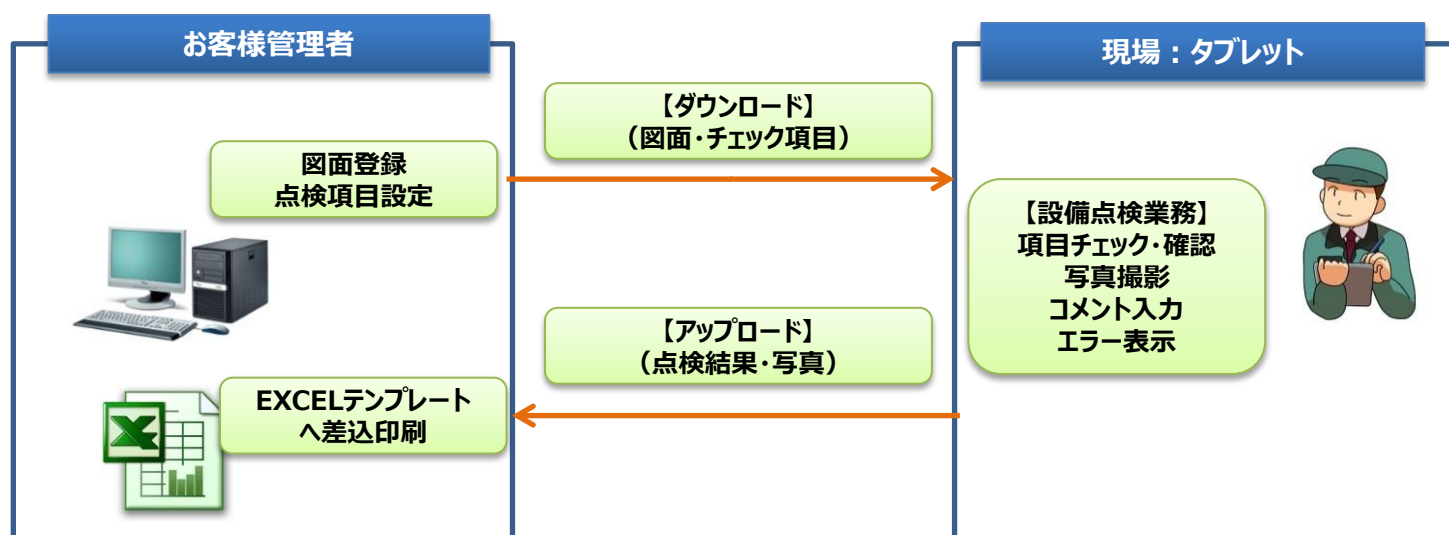 お客様管理者
現場：タブレット
【ダウンロード】
（図面・チェック項目）
図面登録
点検項目設定
【設備点検業務】
項目チェック・確認
写真撮影
コメント入力
エラー表示
【アップロード】
（点検結果・写真）
EXCELテンプレート
へ差込印刷